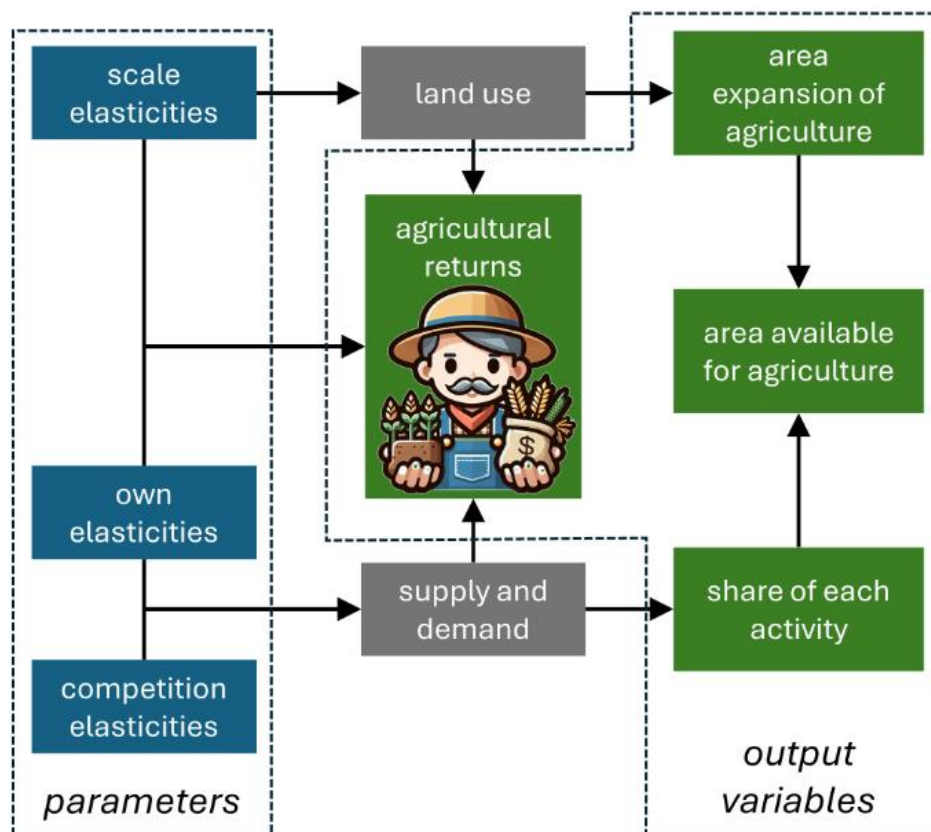 scale
elasticities
land use
area
expansion of
agriculture
agricultural
returns
$
area available
for agriculture
own
elasticities
supply and
demand
share of each
activity
competition
elasticities
parameters
output
variables